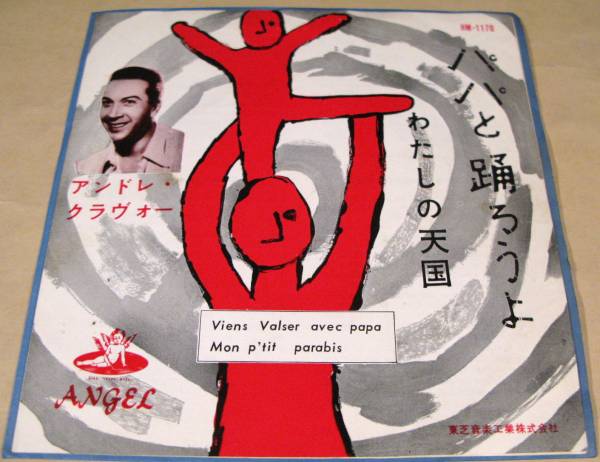 HM-1178
パパと踊ろうよ
わたしの天国
アンドレ・
クラヴォー
Viens Valser avec papa
Mon p'tit parabis
ANGEL
東芝音楽工業株式会社